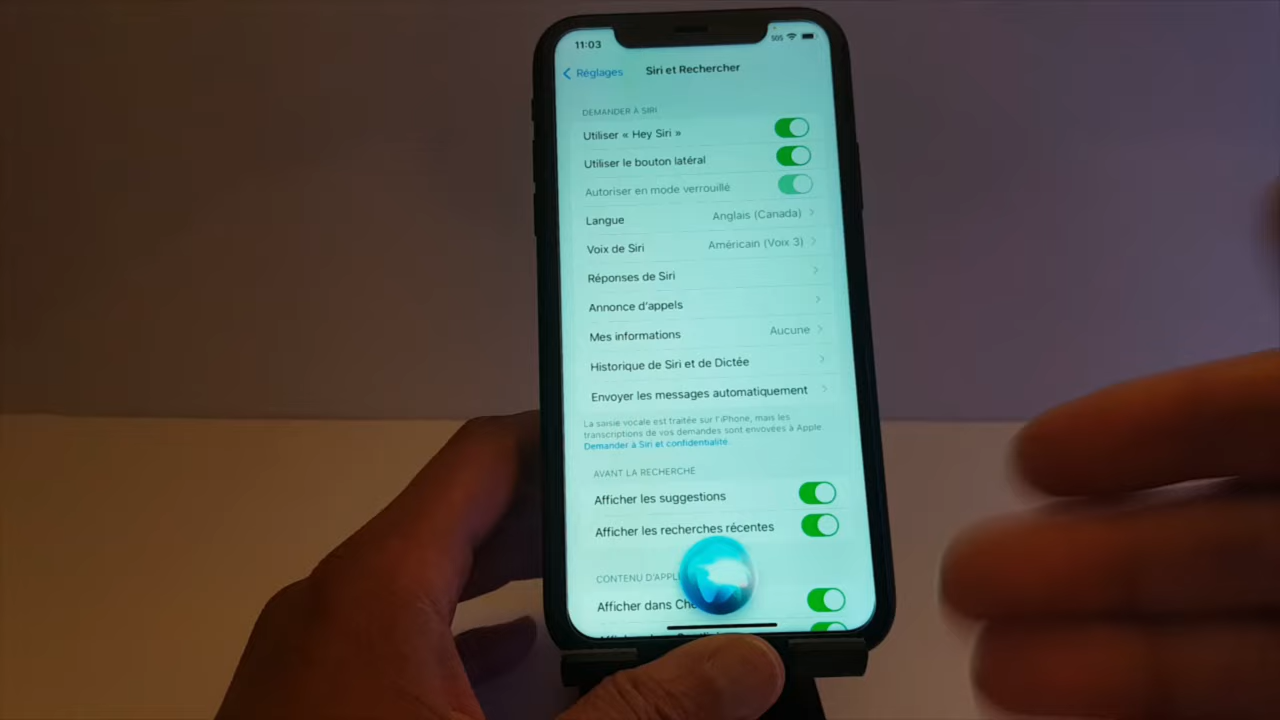 11:03
SOS
Réglages
Siri et Rechercher
DEMANDER À SIRI
Utiliser « Hey Siri »
Utiliser le bouton latéral
Autoriser en mode verrouillé
Langue Anglais (Canada)
Voix de Siri Américain (Voix 3)
Réponses de Siri
Annonce d'appels
Mes informations Aucune
Historique de Siri et de Dictée
Envoyer les messages automatiquement
La saisie vocale est traitée sur l'iPhone, mais les
transcriptions de vos demandes sont envoyées à Apple.
Demander à Siri et confidentialité...
AVANT LA RECHERCHE
Afficher les suggestions
Afficher les recherches récentes
CONTENU D'APPL
Afficher dans Che